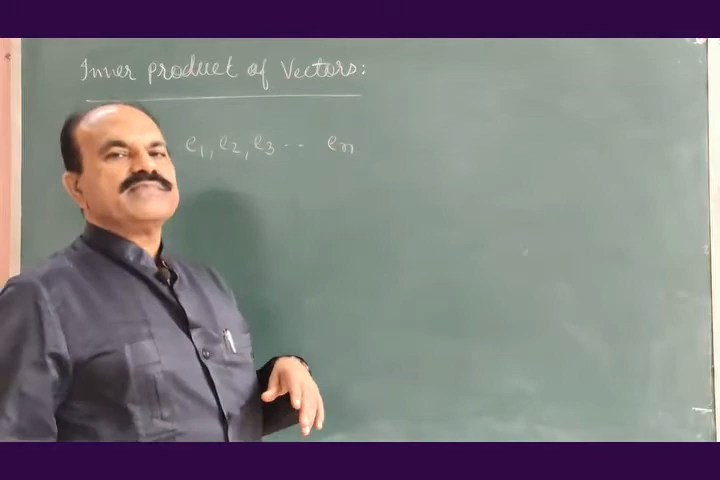 Inner product of Vectors:
e1, e2, e3 ·· en